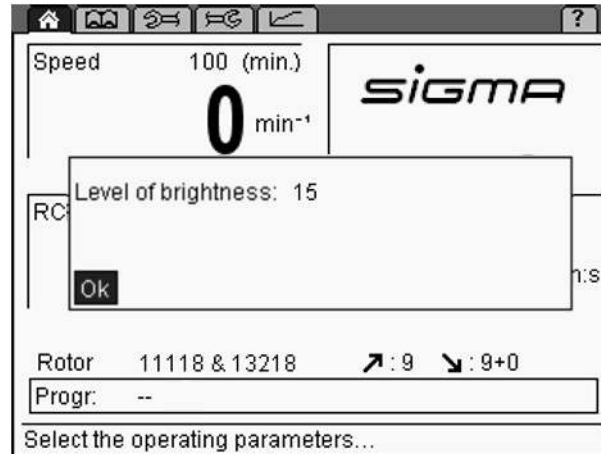 ?
Speed 100 (min.)
0 min⁻¹
sigma
Level of brightness: 15
RC
Ok
n:s
Rotor 11118 & 13218 ↗: 9 ↘: 9+0
Progr: --
Select the operating parameters...